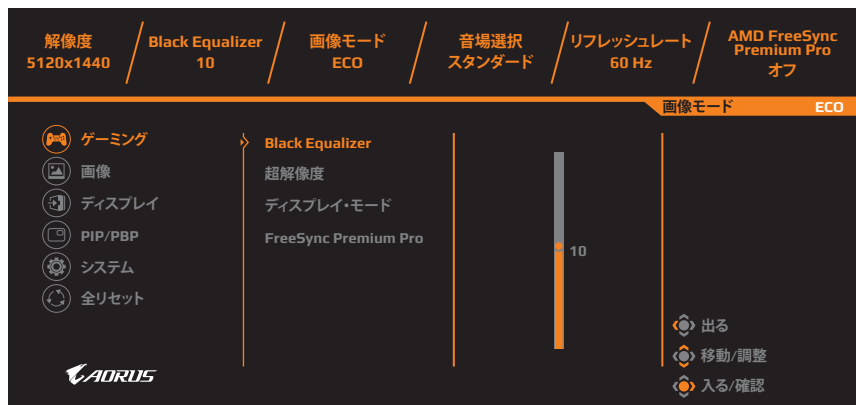 解像度
5120x1440
Black Equalizer
10
画像モード
ECO
音場選択
スタンダード
リフレッシュレート
60 Hz
AMD FreeSync
Premium Pro
オフ
画像モード ECO
ゲーミング
画像
ディスプレイ
PIP/PBP
システム
全リセット
Black Equalizer
超解像度
ディスプレイ・モード
FreeSync Premium Pro
10
出る
移動/調整
入る/確認
AORUS